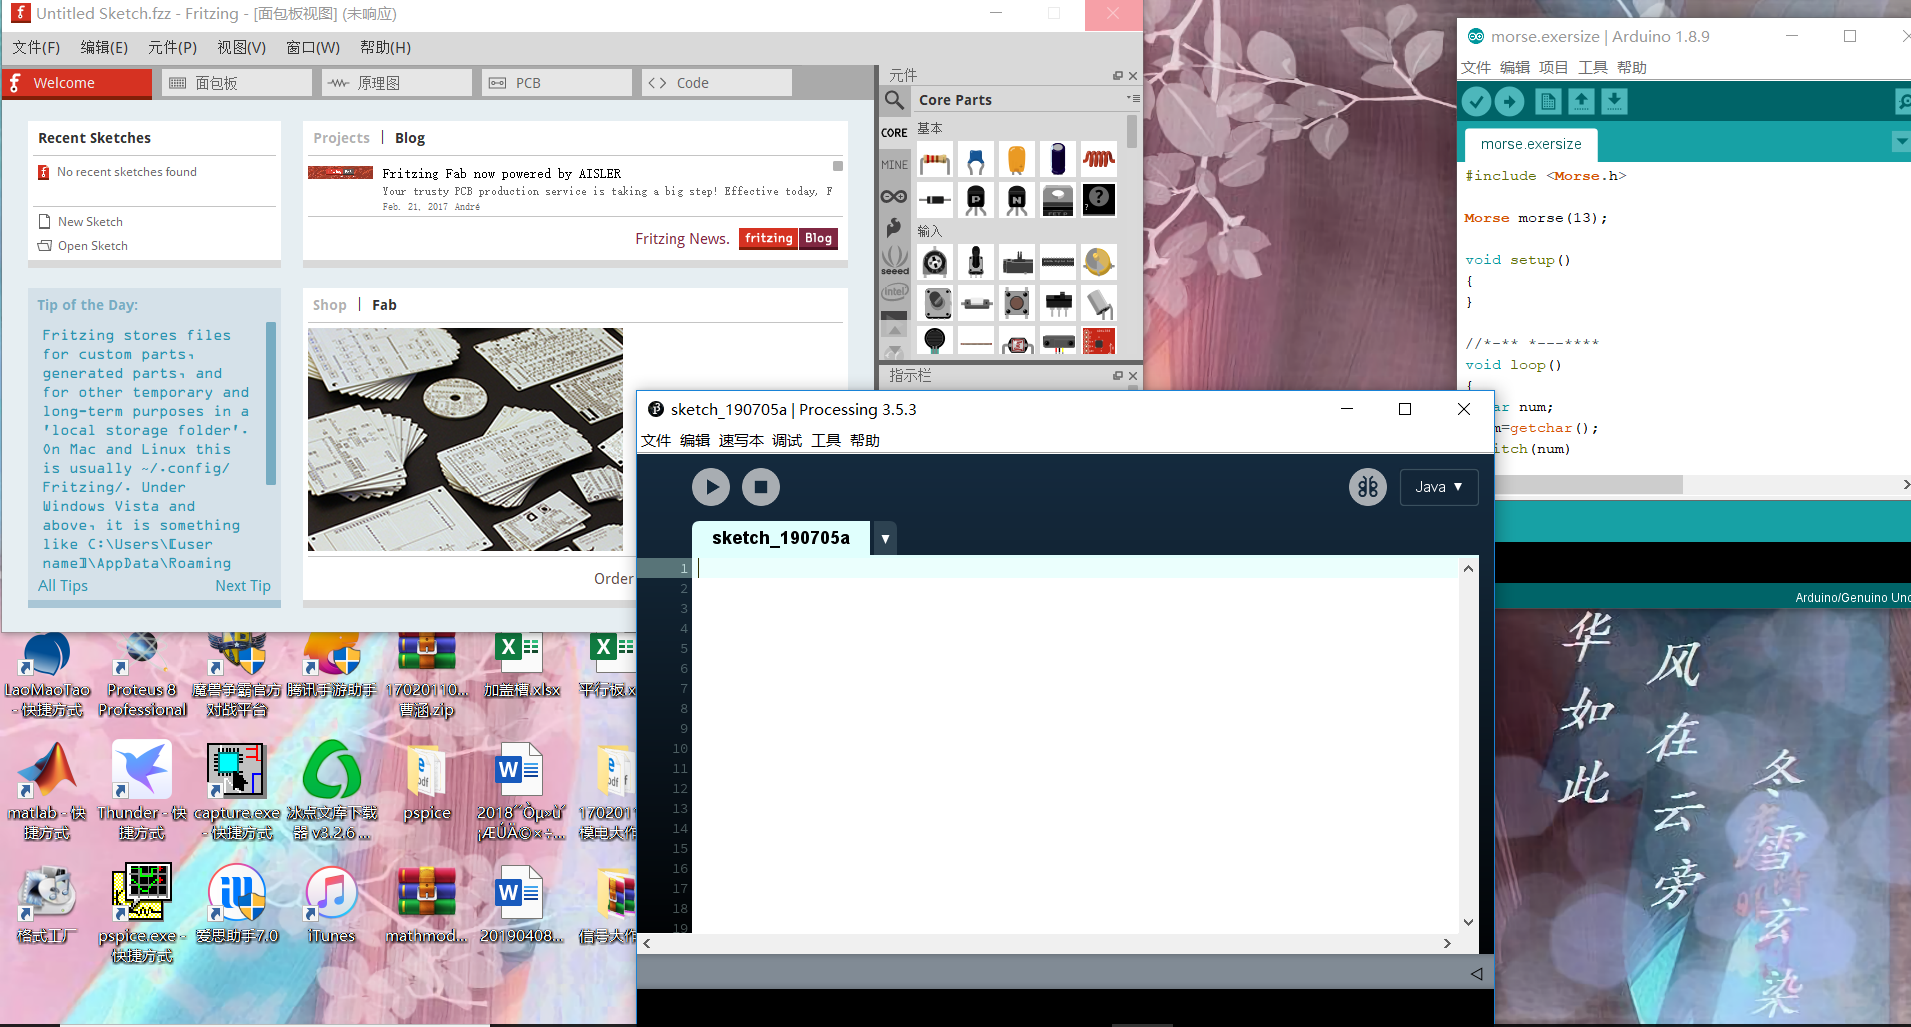 Untitled Sketch.fzz - Fritzing - [面包板视图] (未响应)
文件(F) 编辑(E) 元件(P) 视图(V) 窗口(W) 帮助(H)
Welcome 面包板 原理图 PCB Code
Recent Sketches
No recent sketches found
New Sketch
Open Sketch
Projects | Blog
Fritzing Fab now powered by AISLER
Your trusty PCB production service is taking a big step! Effective today, F
Feb. 21, 2017 André
Fritzing News. fritzing Blog
Tip of the Day:
Fritzing stores files
for custom parts,
generated parts, and
for other temporary and
long-term purposes in a
'local storage folder'.
On Mac and Linux this
is usually ~/.config/
Fritzing/. Under
Windows Vista and
above, it is something
like C:\Users\[user
name]\AppData\Roaming
All Tips Next Tip
Shop | Fab
Order
元件
Core Parts
CORE
MINE
seeed
intel
基本
输入
指示栏
morse.exersize | Arduino 1.8.9
文件 编辑 项目 工具 帮助
morse.exersize
#include <Morse.h>
Morse morse(13);
void setup()
{
}
//*-** *---****
void loop()
{
ar num;
m=getchar();
itch(num)
Arduino/Genuino Uno
sketch_190705a | Processing 3.5.3
文件 编辑 速写本 调试 工具 帮助
Java ▼
sketch_190705a ▼
1
2
3
4
5
6
7
8
9
10
11
12
13
14
15
16
17
18
19
LaoMaoTao - 快捷方式
Proteus 8 Professional
魔兽争霸官方对战平台
腾讯手游助手
17020110... 曹涵.zip
加盖槽.xlsx
平行板.x
matlab - 快捷方式
Thunder - 快捷方式
capture.exe - 快捷方式
冰点文库下载器 v3.2.6 ...
pspice
1702011
模电大作
格式工厂
pspice.exe - 快捷方式
爱思助手7.0
iTunes
mathmod...
20190408...
信号大作
华如此
风在云旁
冬雪玄染